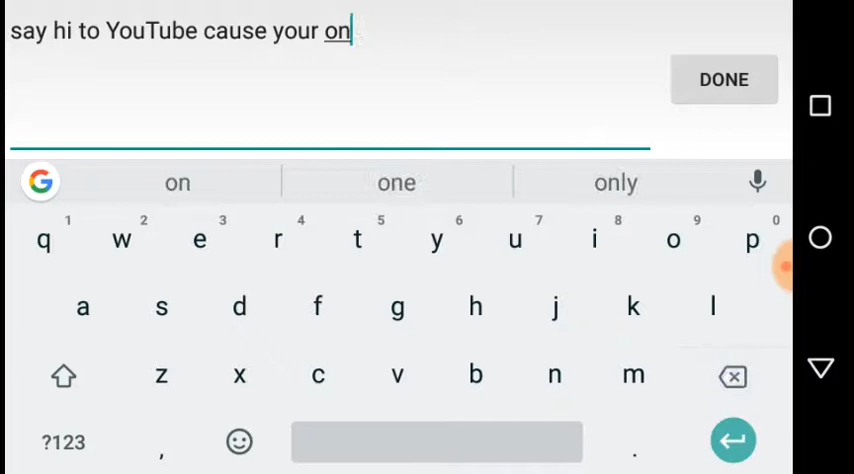 say hi to YouTube cause your on
DONE
on one only
1 2 3 4 5 6 7 8 9 0
q w e r t y u i o p
a s d f g h j k l
z x c v b n m
?123 , .